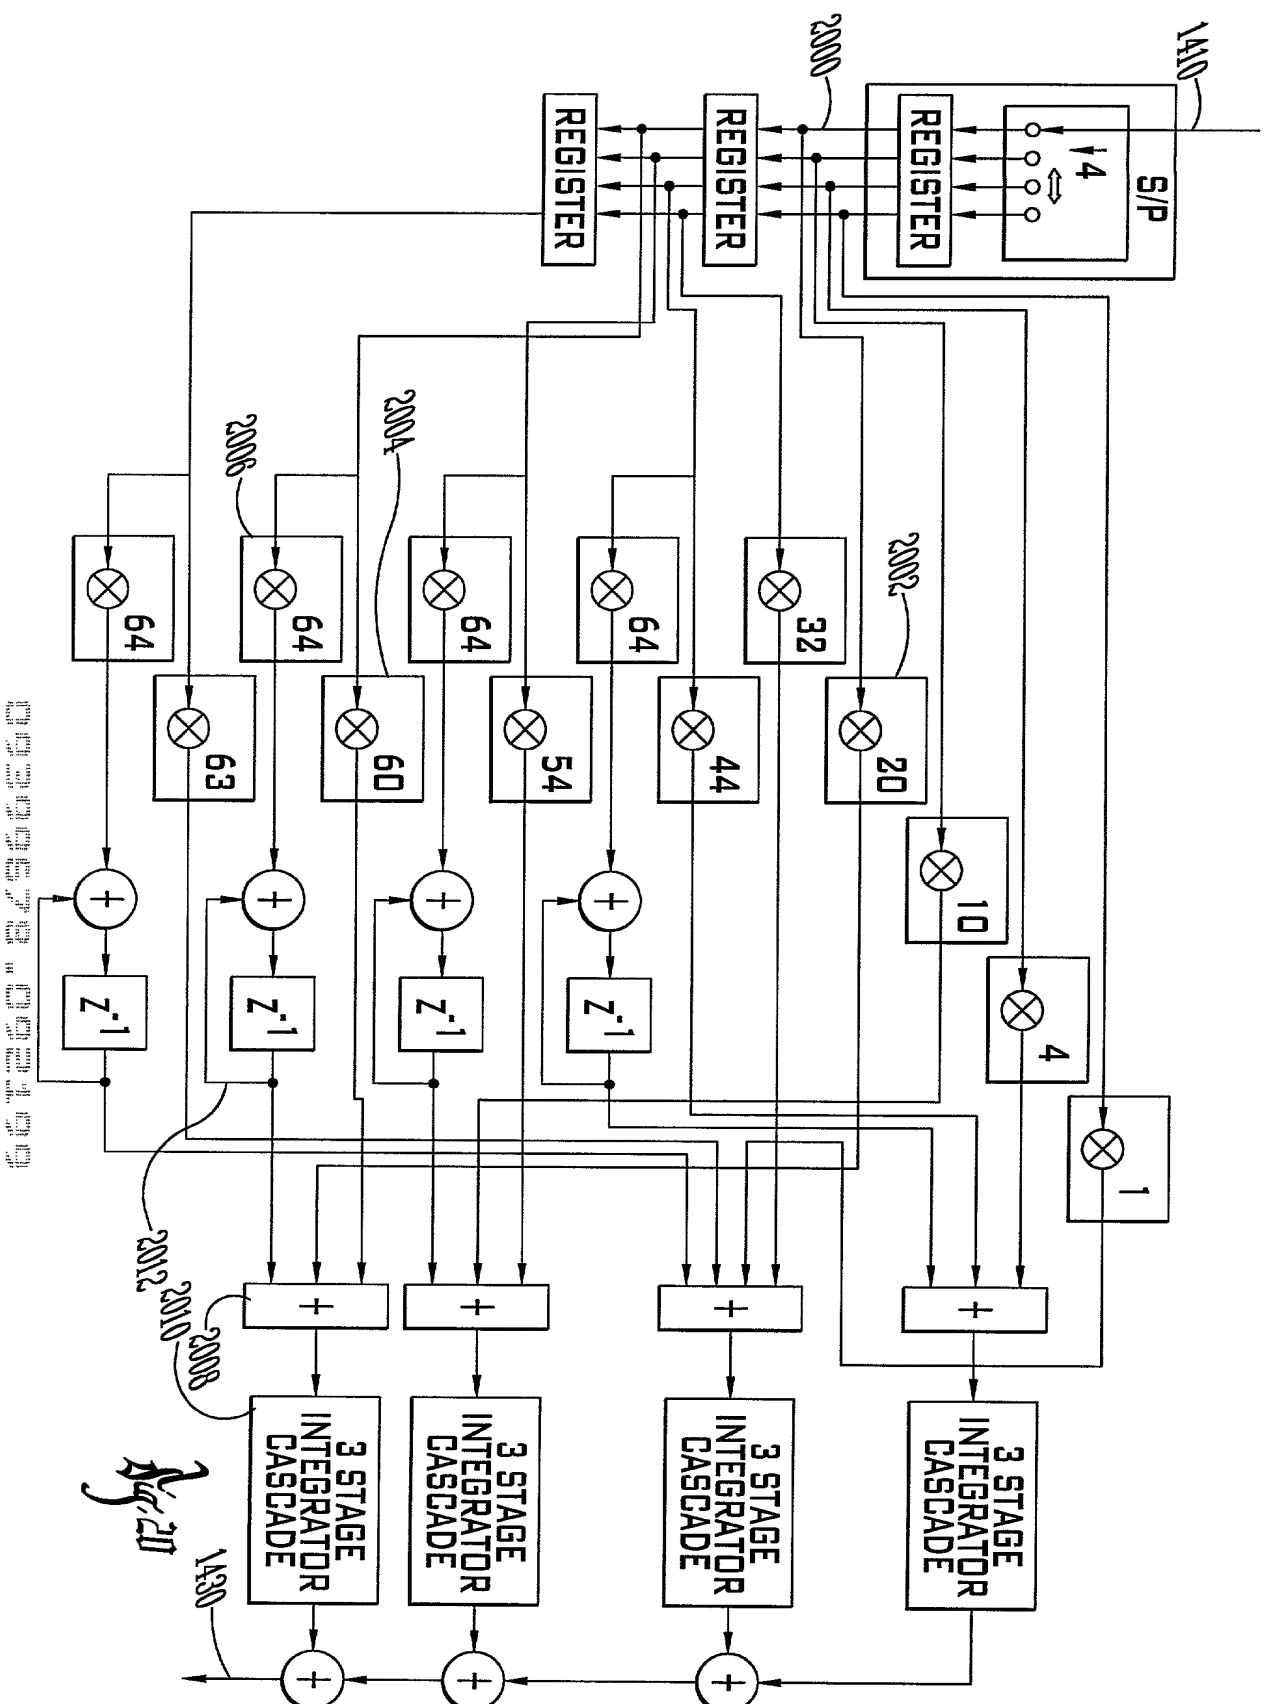 1410
S/P
4
REGISTER
2000
REGISTER
REGISTER
1
4
10
2002
20
32
44
64
54
64
2004
60
2006
64
63
64
+
+
+
+
Z-1
Z-1
Z-1
Z-1
2012
+
+
+
+
2008
2010
3 STAGE
INTEGRATOR
CASCADE
3 STAGE
INTEGRATOR
CASCADE
3 STAGE
INTEGRATOR
CASCADE
3 STAGE
INTEGRATOR
CASCADE
+
+
+
1430
Fig. 20